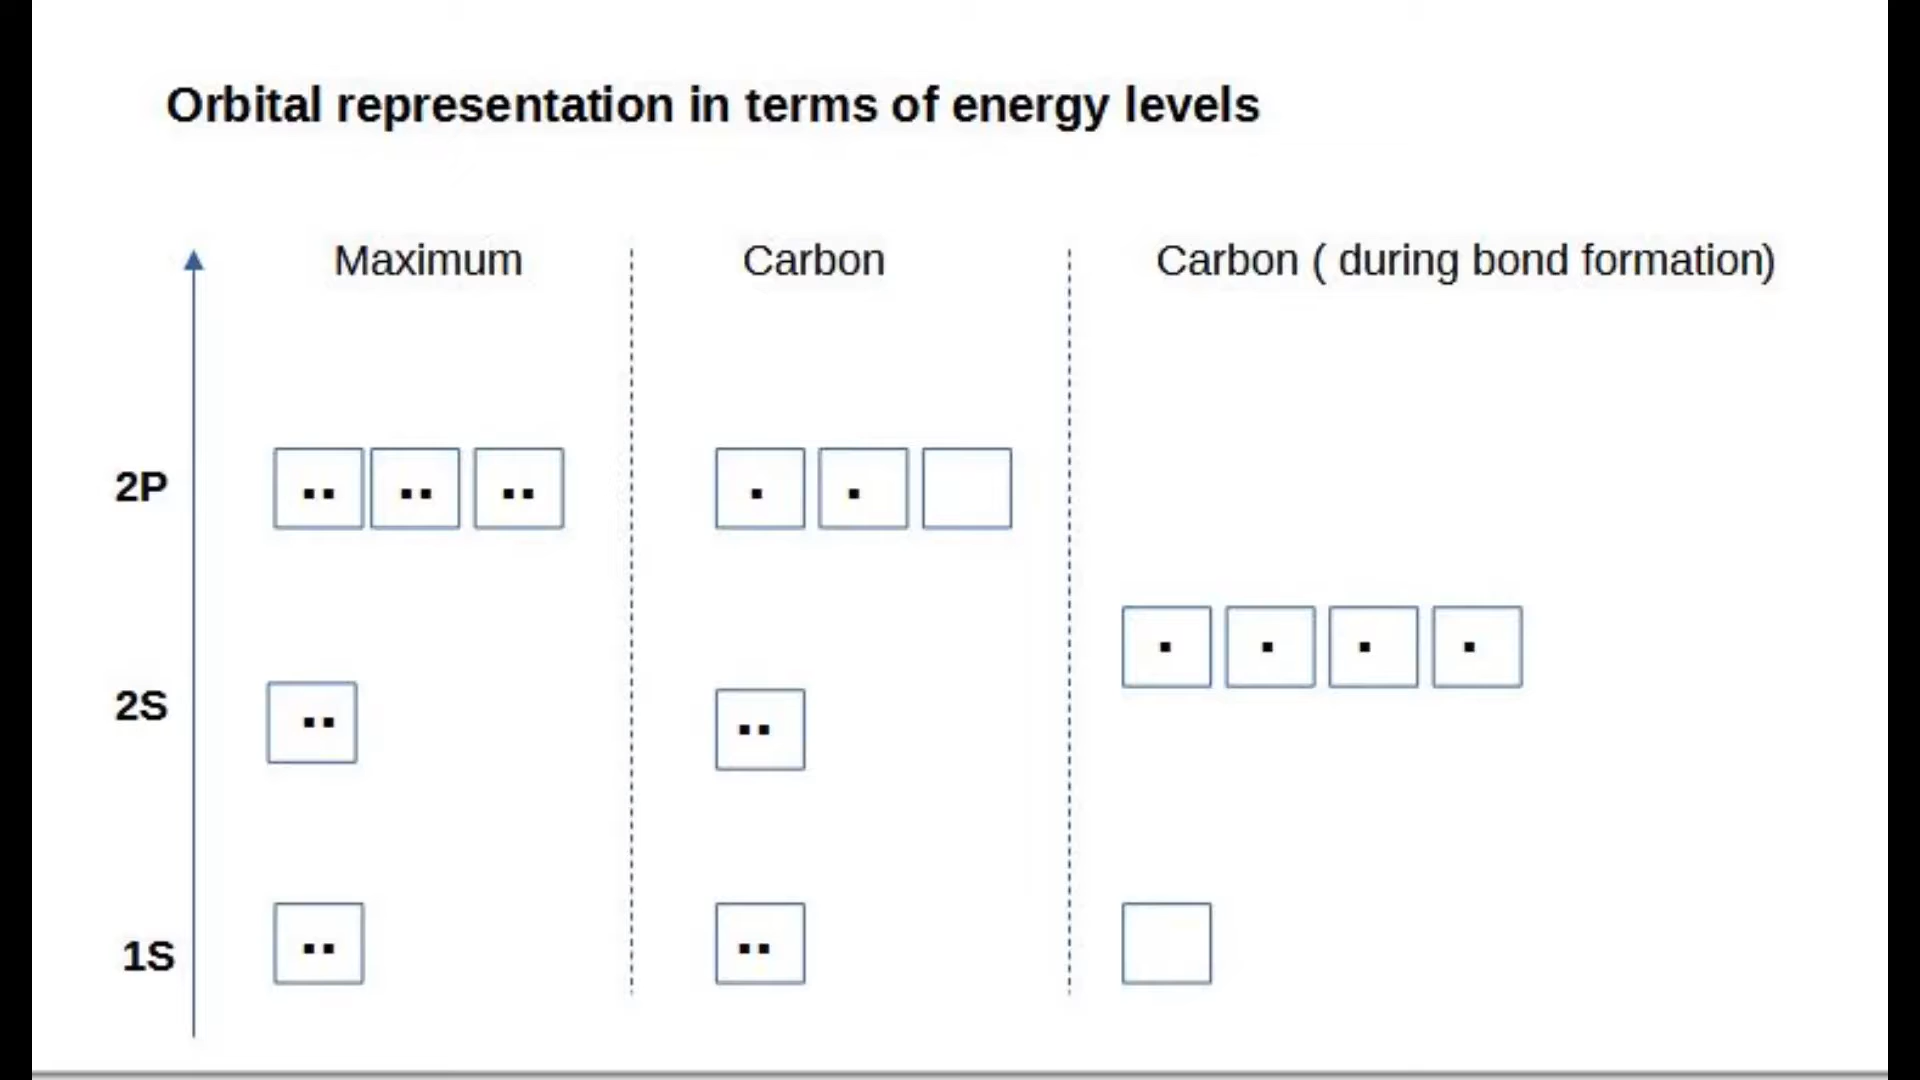 Orbital representation in terms of energy levels
Maximum
Carbon
Carbon ( during bond formation)
2P
2S
1S